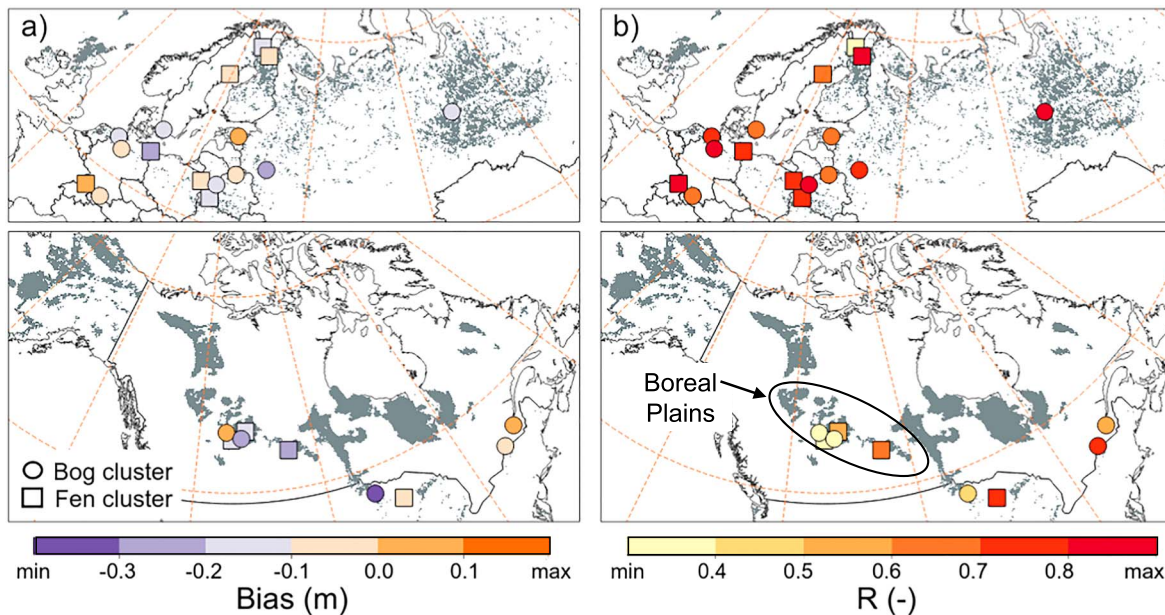 a)
b)
Boreal
Plains
Bog cluster
Fen cluster
min -0.3 -0.2 -0.1 0.0 0.1 max
Bias (m)
min 0.4 0.5 0.6 0.7 0.8 max
R (-)